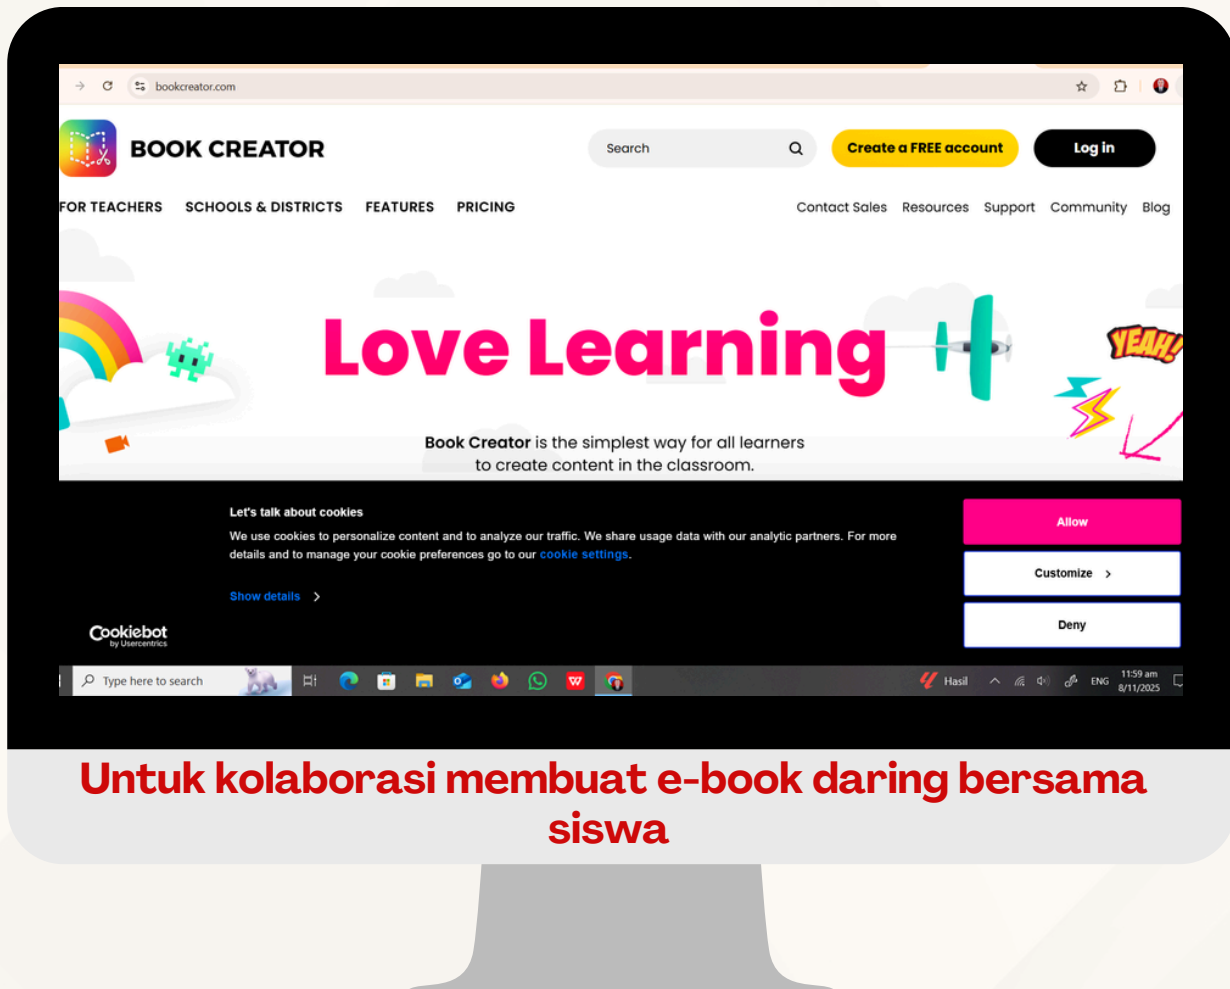 bookcreator.com
BOOK CREATOR
Search
Create a FREE account
Log in
FOR TEACHERS SCHOOLS & DISTRICTS FEATURES PRICING
Contact Sales Resources Support Community Blog
Love Learning
YEAH!
Book Creator is the simplest way for all learners
to create content in the classroom.
Let's talk about cookies
We use cookies to personalize content and to analyze our traffic. We share usage data with our analytic partners. For more
details and to manage your cookie preferences go to our cookie settings.
Show details
Allow
Customize
Deny
Cookiebot
by Usercentrics
Type here to search
Hasil
ENG
11:59 am
8/11/2025
Untuk kolaborasi membuat e-book daring bersama
siswa